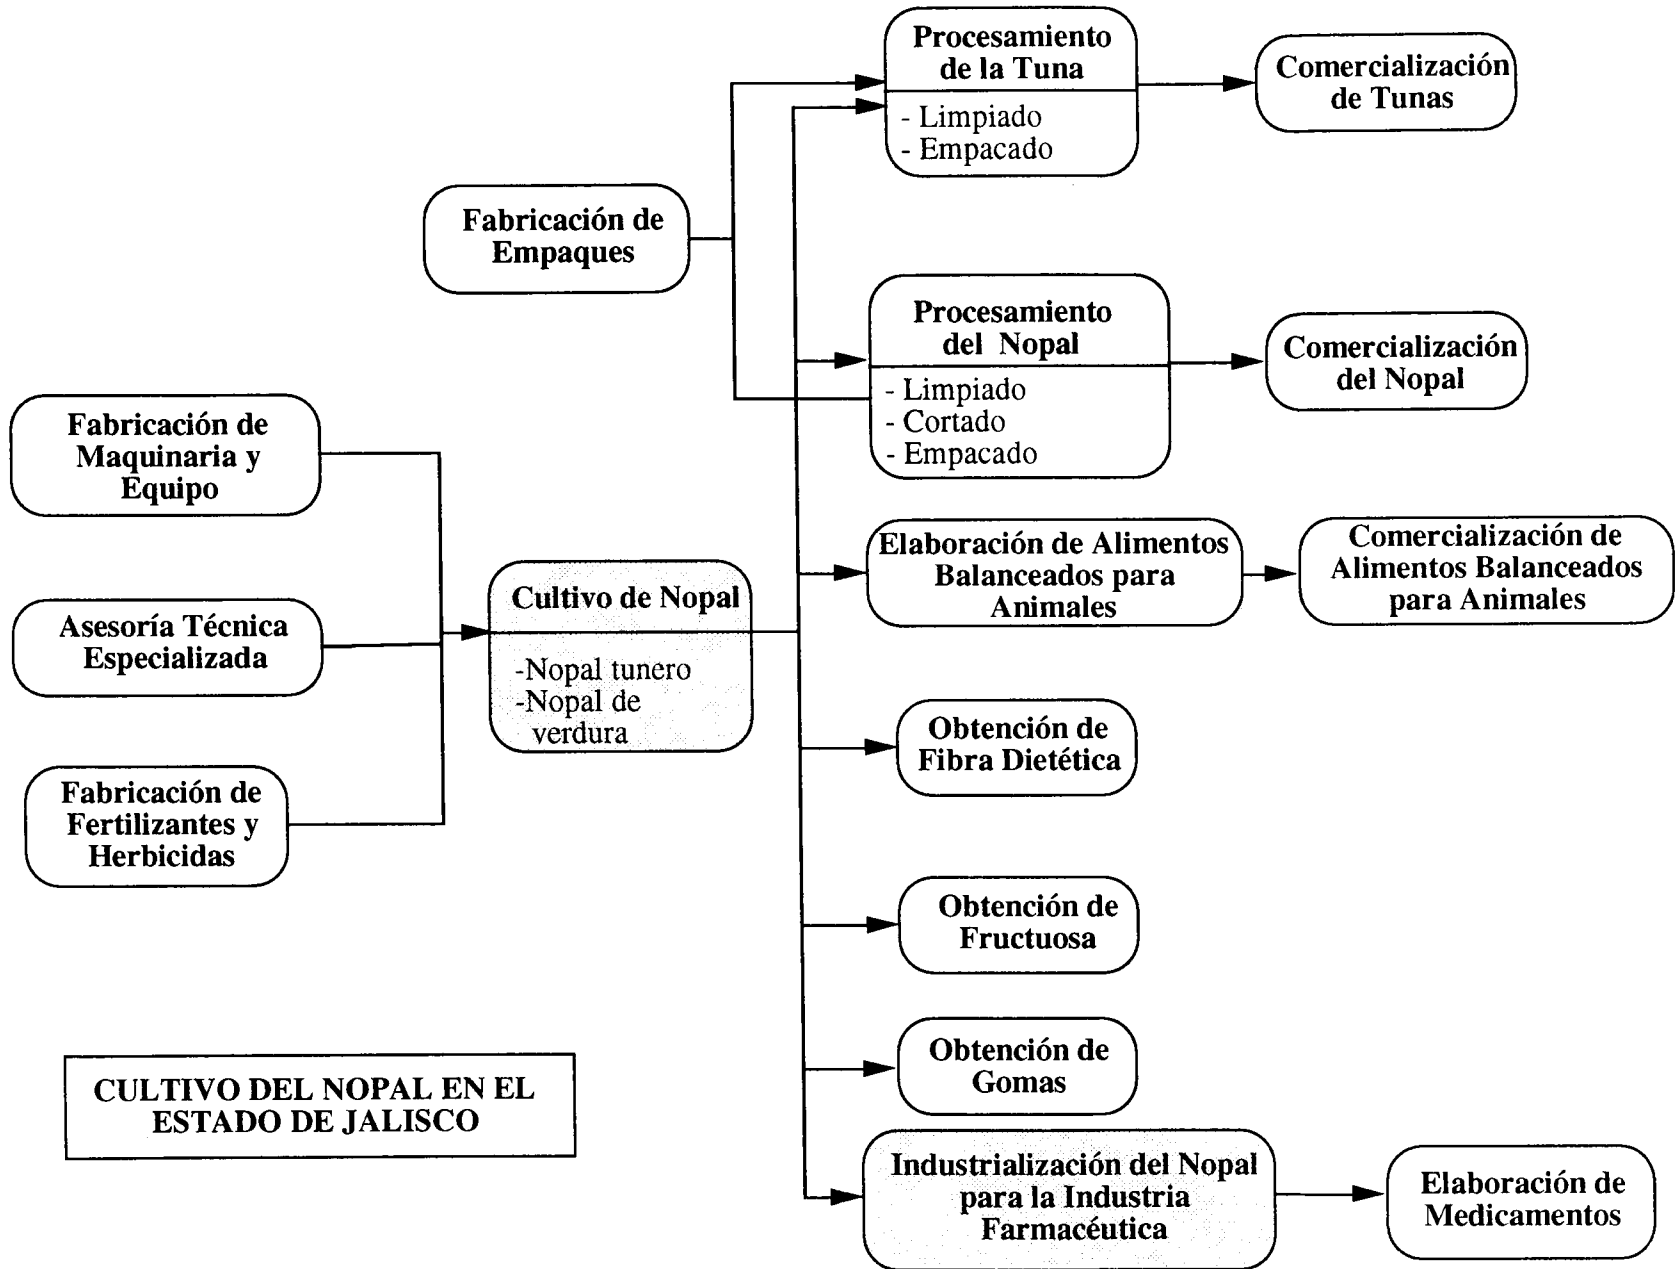 Procesamiento
de la Tuna
- Limpiado
- Empacado
Comercialización
de Tunas
Fabricación de
Empaques
Procesamiento
del Nopal
- Limpiado
- Cortado
- Empacado
Comercialización
del Nopal
Fabricación de
Maquinaria y
Equipo
Elaboración de Alimentos
Balanceados para
Animales
Comercialización de
Alimentos Balanceados
para Animales
Asesoría Técnica
Especializada
Cultivo de Nopal
-Nopal tunero
-Nopal de
verdura
Fabricación de
Fertilizantes y
Herbicidas
Obtención de
Fibra Dietética
Obtención de
Fructuosa
Obtención de
Gomas
CULTIVO DEL NOPAL EN EL
ESTADO DE JALISCO
Industrialización del Nopal
para la Industria
Farmacéutica
Elaboración de
Medicamentos